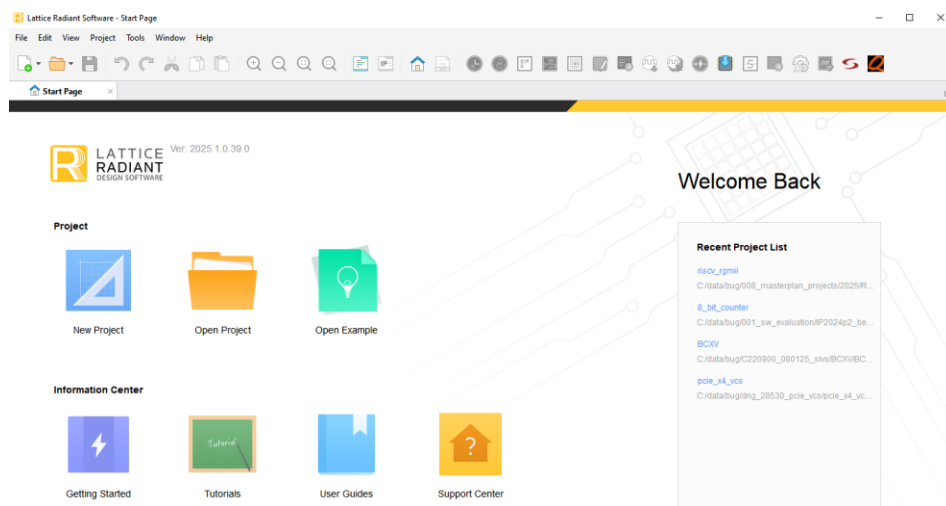 Lattice Radiant Software - Start Page
File Edit View Project Tools Window Help
Start Page
LATTICE
RADIANT
DESIGN SOFTWARE
Ver: 2025.1.0.39.0
Welcome Back
Project
New Project
Open Project
Open Example
Recent Project List
riscv_rgmii
C:/data/bug/008_masterplan_projects/2025/R...
8_bit_counter
C:/data/bug/001_sw_evaluation/IP2024p2_be...
BCXV
C:/data/bug/C220900_080125_slvs/BCXV/BC...
pcie_x4_vcs
C:/data/bug/dng_28530_pcie_vcs/pcie_x4_vc...
Information Center
Tutorial
Getting Started
Tutorials
User Guides
Support Center